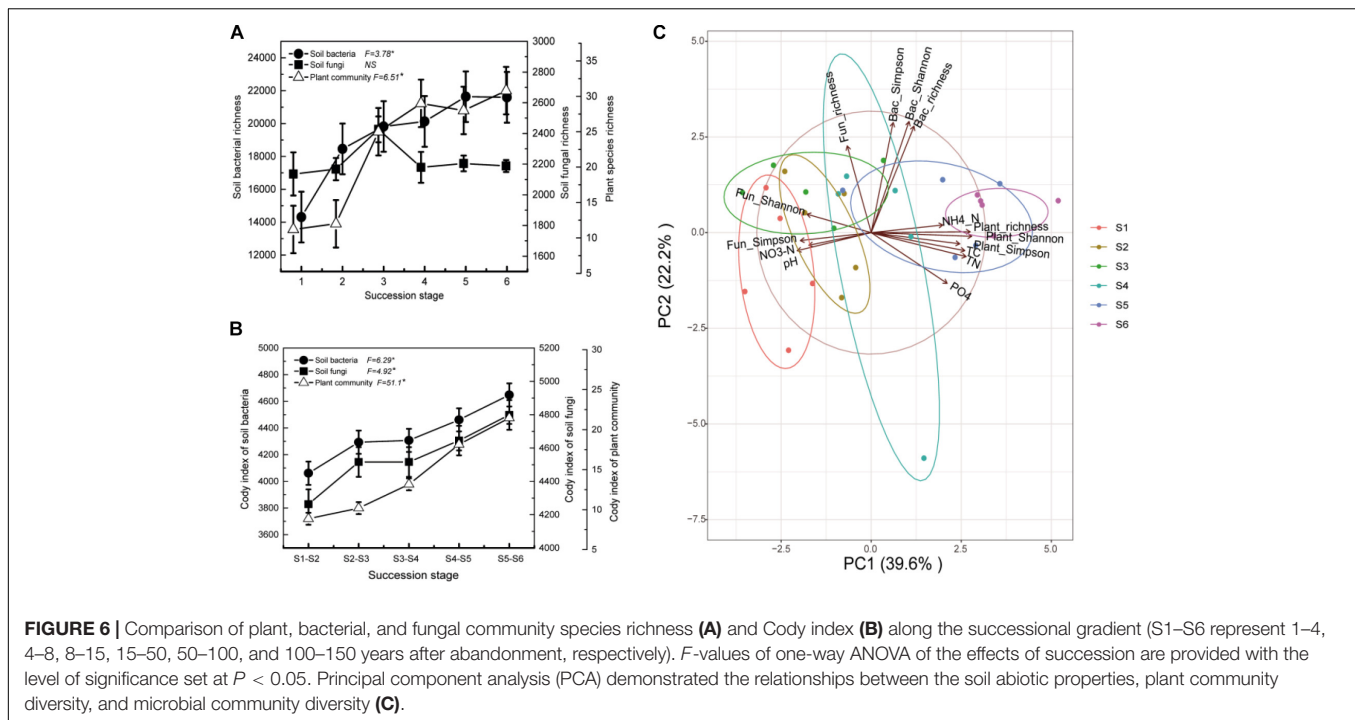 A
Soil bacteria F=3.78*
Soil fungi NS
Plant community F=6.51*
24000
22000
20000
18000
16000
14000
12000
Soil bacterial richness
3000
2800
2600
2400
2200
2000
1800
1600
Soil fungal richness
35
30
25
20
15
10
5
Plant species richness
1 2 3 4 5 6
Succession stage
B
Soil bacteria F=6.29*
Soil fungi F=4.92*
Plant community F=51.1*
5000
4800
4600
4400
4200
4000
3800
3600
Cody index of soil bacteria
5200
5000
4800
4600
4400
4200
4000
Cody index of soil fungi
30
25
20
15
10
5
Cody index of plant community
S1-S2 S2-S3 S3-S4 S4-S5 S5-S6
Succession stage
C
5.0
2.5
0.0
−2.5
−5.0
−7.5
PC2 (22.2%)
Fun_richness
Bac_Simpson
Bac_Shannon
Bac_richness
Fun_Shannon
Fun_Simpson
NO3-N
pH
NH4_N
Plant_richness
Plant_Shannon
Plant_Simpson
TC
TN
PO4
−2.5 0.0 2.5 5.0
PC1 (39.6%)
S1
S2
S3
S4
S5
S6
FIGURE 6 | Comparison of plant, bacterial, and fungal community species richness (A) and Cody index (B) along the successional gradient (S1–S6 represent 1–4,
4–8, 8–15, 15–50, 50–100, and 100–150 years after abandonment, respectively). F-values of one-way ANOVA of the effects of succession are provided with the
level of significance set at P < 0.05. Principal component analysis (PCA) demonstrated the relationships between the soil abiotic properties, plant community
diversity, and microbial community diversity (C).